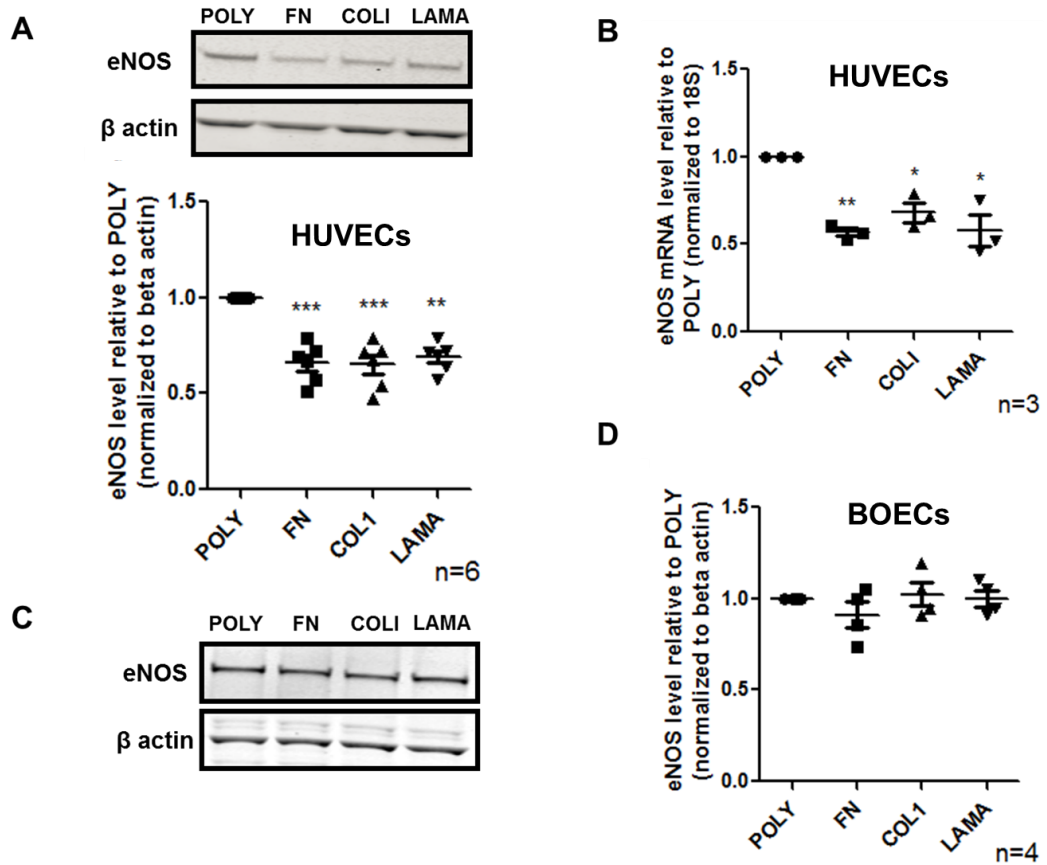 A
POLY FN COLI LAMA
eNOS
β actin
eNOS level relative to POLY
(normalized to beta actin)
1.5
1.0
0.5
0.0
HUVECs
***
***
**
POLY
FN
COL1
LAMA
n=6
B
eNOS mRNA level relative to
POLY (normalized to 18S)
1.5
1.0
0.5
0.0
HUVECs
**
*
*
POLY
FN
COLI
LAMA
n=3
C
POLY FN COLI LAMA
eNOS
β actin
D
eNOS level relative to POLY
(normalized to beta actin)
1.5
1.0
0.5
0.0
BOECs
POLY
FN
COL1
LAMA
n=4